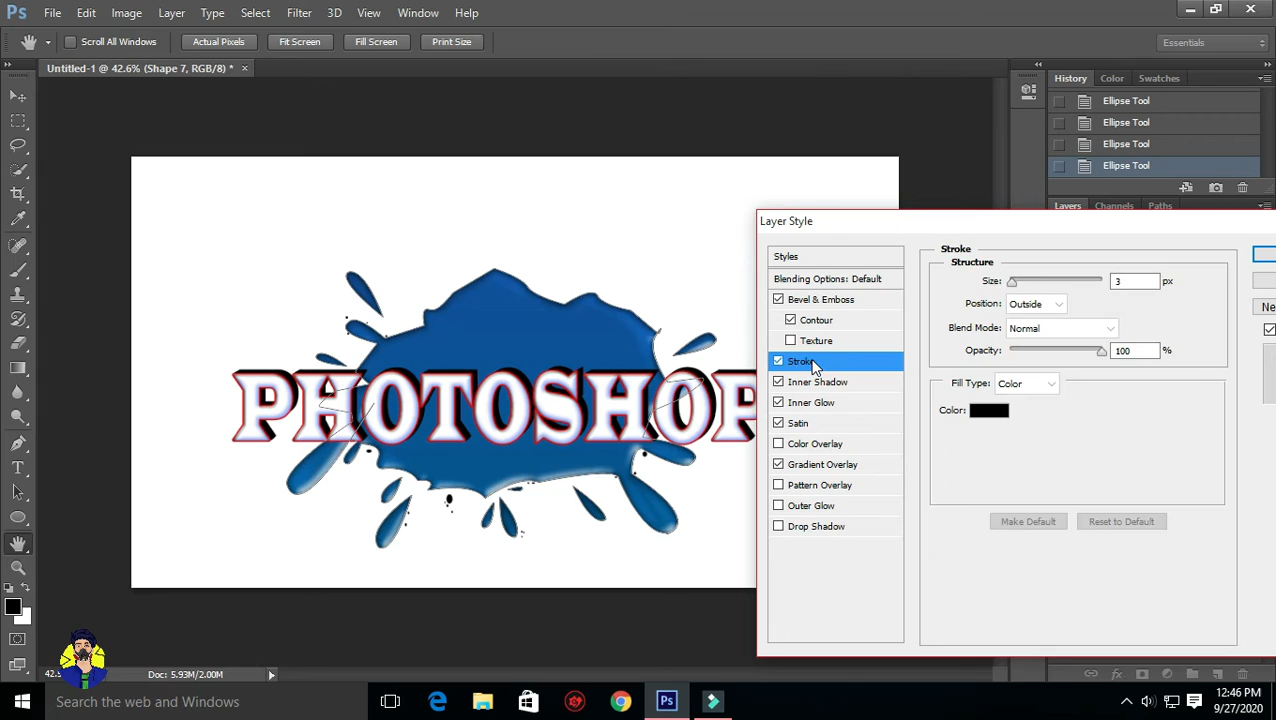 Ps File Edit Image Layer Type Select Filter 3D View Window Help
Scroll All Windows Actual Pixels Fit Screen Fill Screen Print Size Essentials
Untitled-1 @ 42.6% (Shape 7, RGB/8) * ×
History Color Swatches
Ellipse Tool
Ellipse Tool
Ellipse Tool
Ellipse Tool
Layers Channels Paths
Layer Style
Styles
Blending Options: Default
Bevel & Emboss
Contour
Texture
Stroke
Inner Shadow
Inner Glow
Satin
Color Overlay
Gradient Overlay
Pattern Overlay
Outer Glow
Drop Shadow
Stroke
Structure
Size: 3 px
Position: Outside
Blend Mode: Normal
Opacity: 100 %
Fill Type: Color
Color:
Make Default Reset to Default
Ne
PHOTOSHOP
T
42.
Doc: 5.93M/2.00M
fx
Search the web and Windows
Ps
12:46 PM
9/27/2020